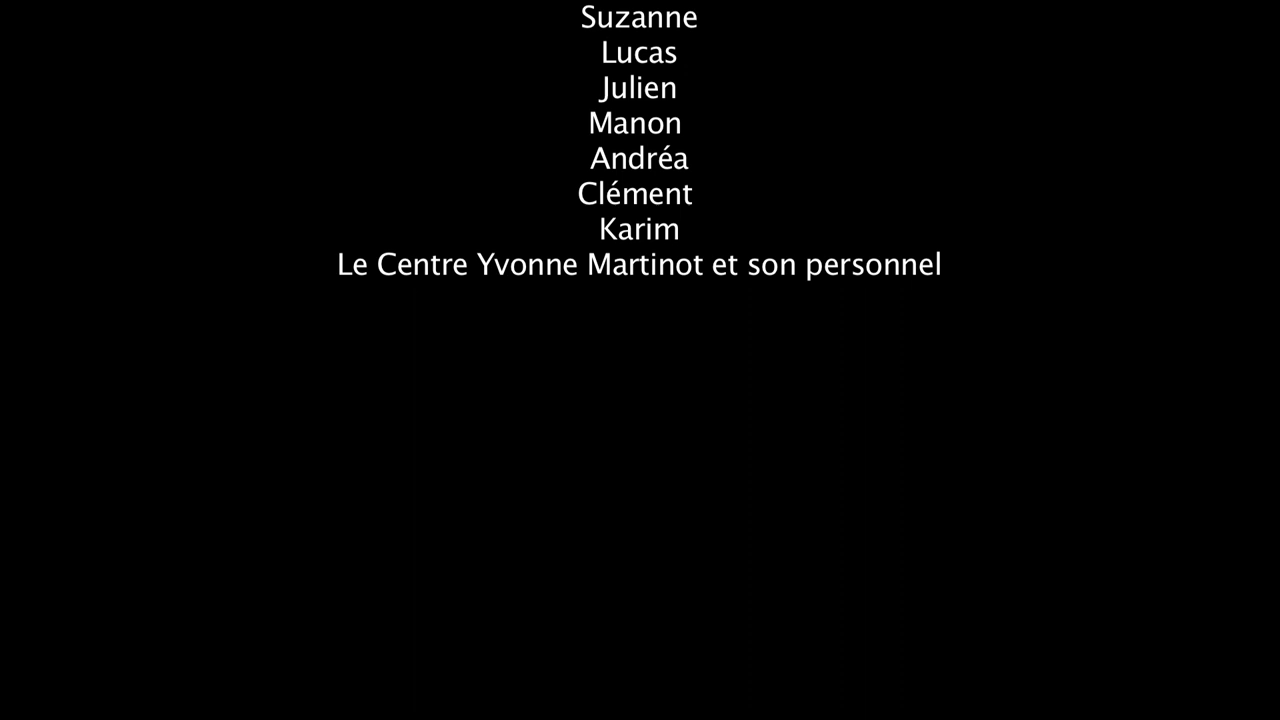 Suzanne
Lucas
Julien
Manon
Andréa
Clément
Karim
Le Centre Yvonne Martinot et son personnel